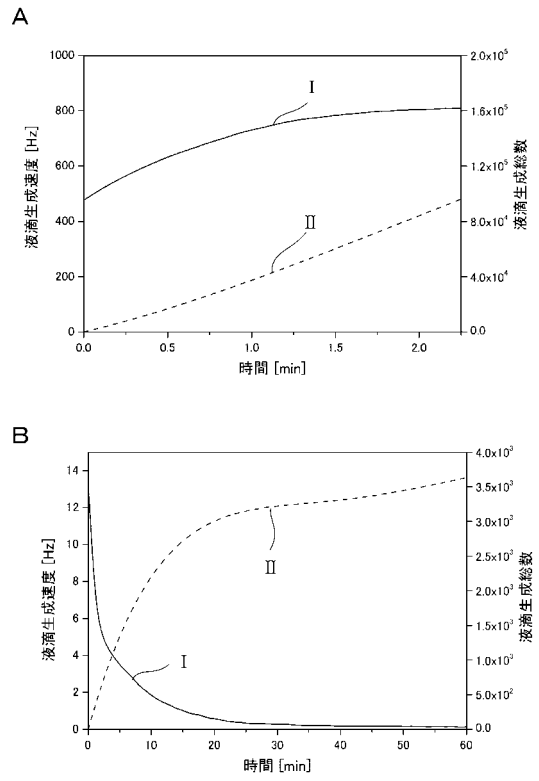 A
1000
800
600
400
200
0
2.0x10⁵
1.6x10⁵
1.2x10⁵
8.0x10⁴
4.0x10⁴
0.0
液滴生成速度 [Hz]
液滴生成総数
I
II
0.0 0.5 1.0 1.5 2.0
時間 [min]
B
14
12
10
8
6
4
2
0
4.0x10³
3.5x10³
3.0x10³
2.5x10³
2.0x10³
1.5x10³
1.0x10³
5.0x10²
0.0
液滴生成速度 [Hz]
液滴生成総数
II
I
0 10 20 30 40 50 60
時間 [min]